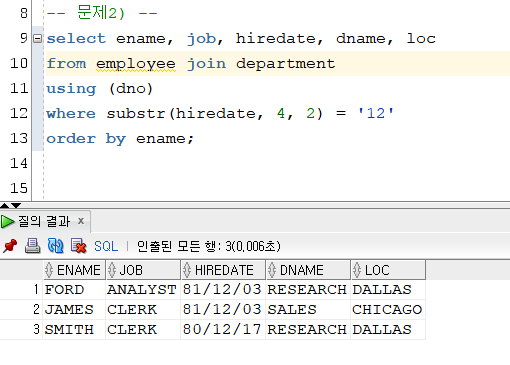 8 -- 문제2) --
9 select ename, job, hiredate, dname, loc
10 from employee join department
11 using (dno)
12 where substr(hiredate, 4, 2) = '12'
13 order by ename;
14
15
질의 결과 x
SQL | 인출된 모든 행: 3(0,006초)
ENAME JOB HIREDATE DNAME LOC
1 FORD ANALYST 81/12/03 RESEARCH DALLAS
2 JAMES CLERK 81/12/03 SALES CHICAGO
3 SMITH CLERK 80/12/17 RESEARCH DALLAS